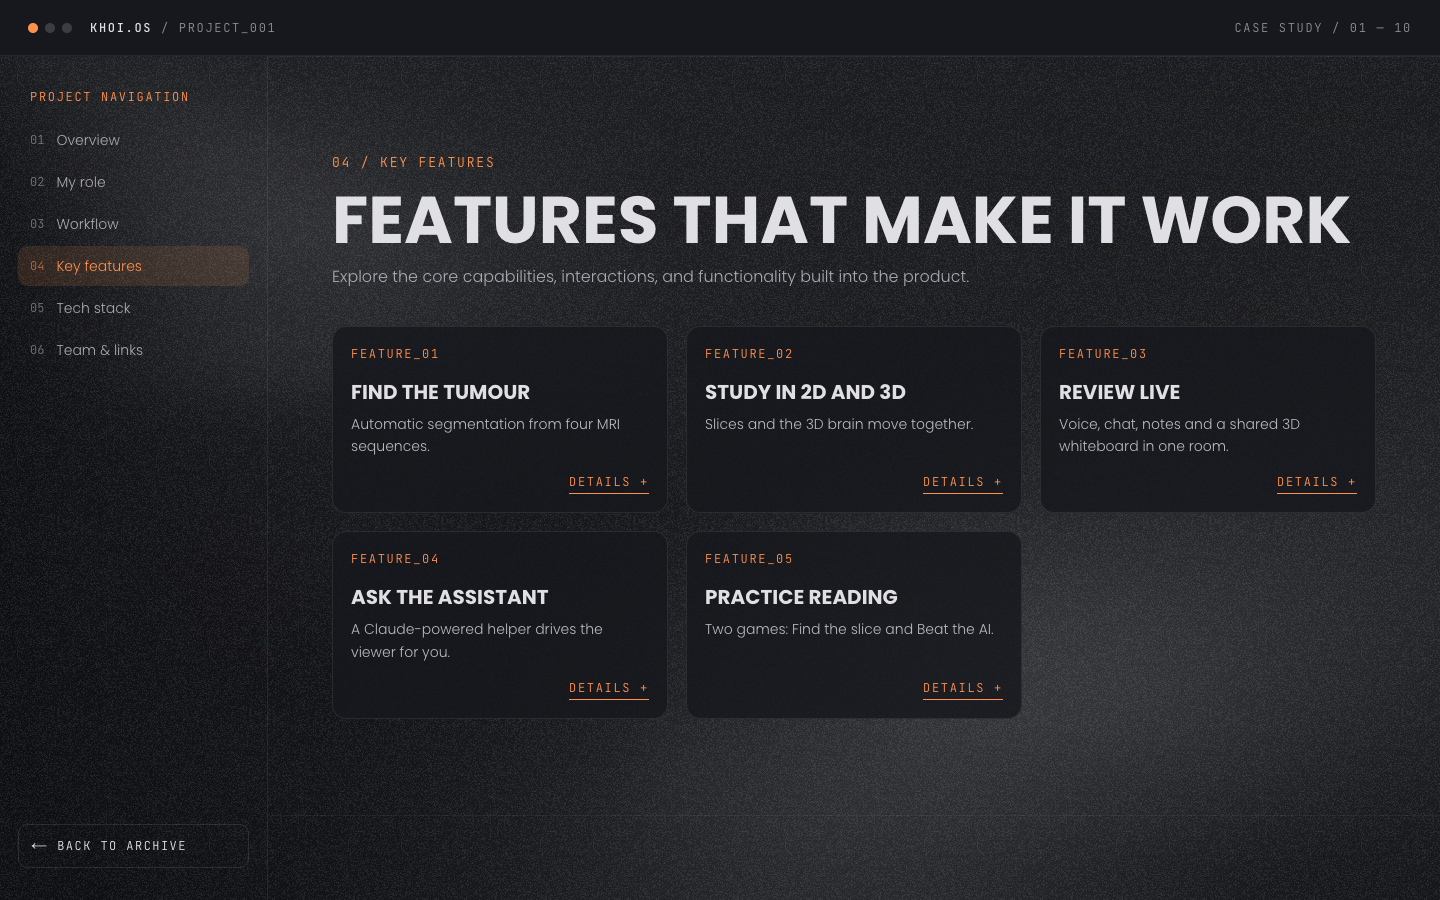 KHOI.OS / PROJECT_001
CASE STUDY / 01 — 10
PROJECT NAVIGATION
01 Overview
02 My role
03 Workflow
04 Key features
05 Tech stack
06 Team & links
← BACK TO ARCHIVE
04 / KEY FEATURES
FEATURES THAT MAKE IT WORK
Explore the core capabilities, interactions, and functionality built into the product.
FEATURE_01
FIND THE TUMOUR
Automatic segmentation from four MRI
sequences.
DETAILS +
FEATURE_02
STUDY IN 2D AND 3D
Slices and the 3D brain move together.
DETAILS +
FEATURE_03
REVIEW LIVE
Voice, chat, notes and a shared 3D
whiteboard in one room.
DETAILS +
FEATURE_04
ASK THE ASSISTANT
A Claude-powered helper drives the
viewer for you.
DETAILS +
FEATURE_05
PRACTICE READING
Two games: Find the slice and Beat the AI.
DETAILS +